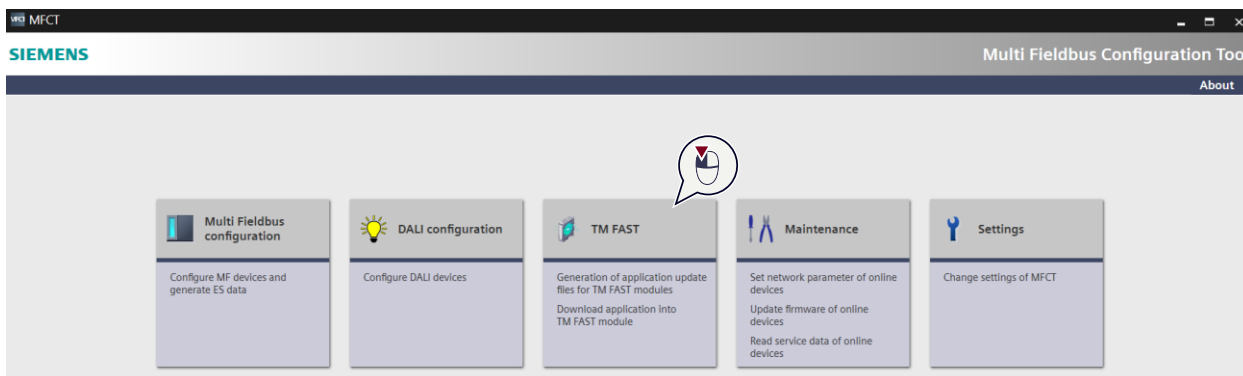 MFCT MFCT
SIEMENS
Multi Fieldbus Configuration Too
About
Multi Fieldbus
configuration
Configure MF devices and
generate ES data
DALI configuration
Configure DALI devices
TM FAST
Generation of application update
files for TM FAST modules
Download application into
TM FAST module
Maintenance
Set network parameter of online
devices
Update firmware of online
devices
Read service data of online
devices
Settings
Change settings of MFCT